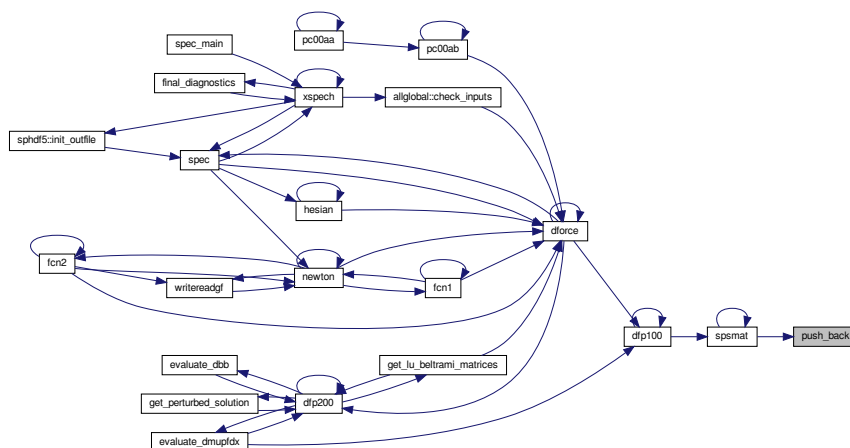 pc00aa
pc00ab
spec_main
final_diagnostics
xspech
allglobal::check_inputs
sphdf5::init_outfile
spec
hesian
dforce
fcn2
newton
writereadgf
fcn1
dfp100
spsmat
push_back
evaluate_dbb
get_lu_beltrami_matrices
get_perturbed_solution
dfp200
evaluate_dmupfdx